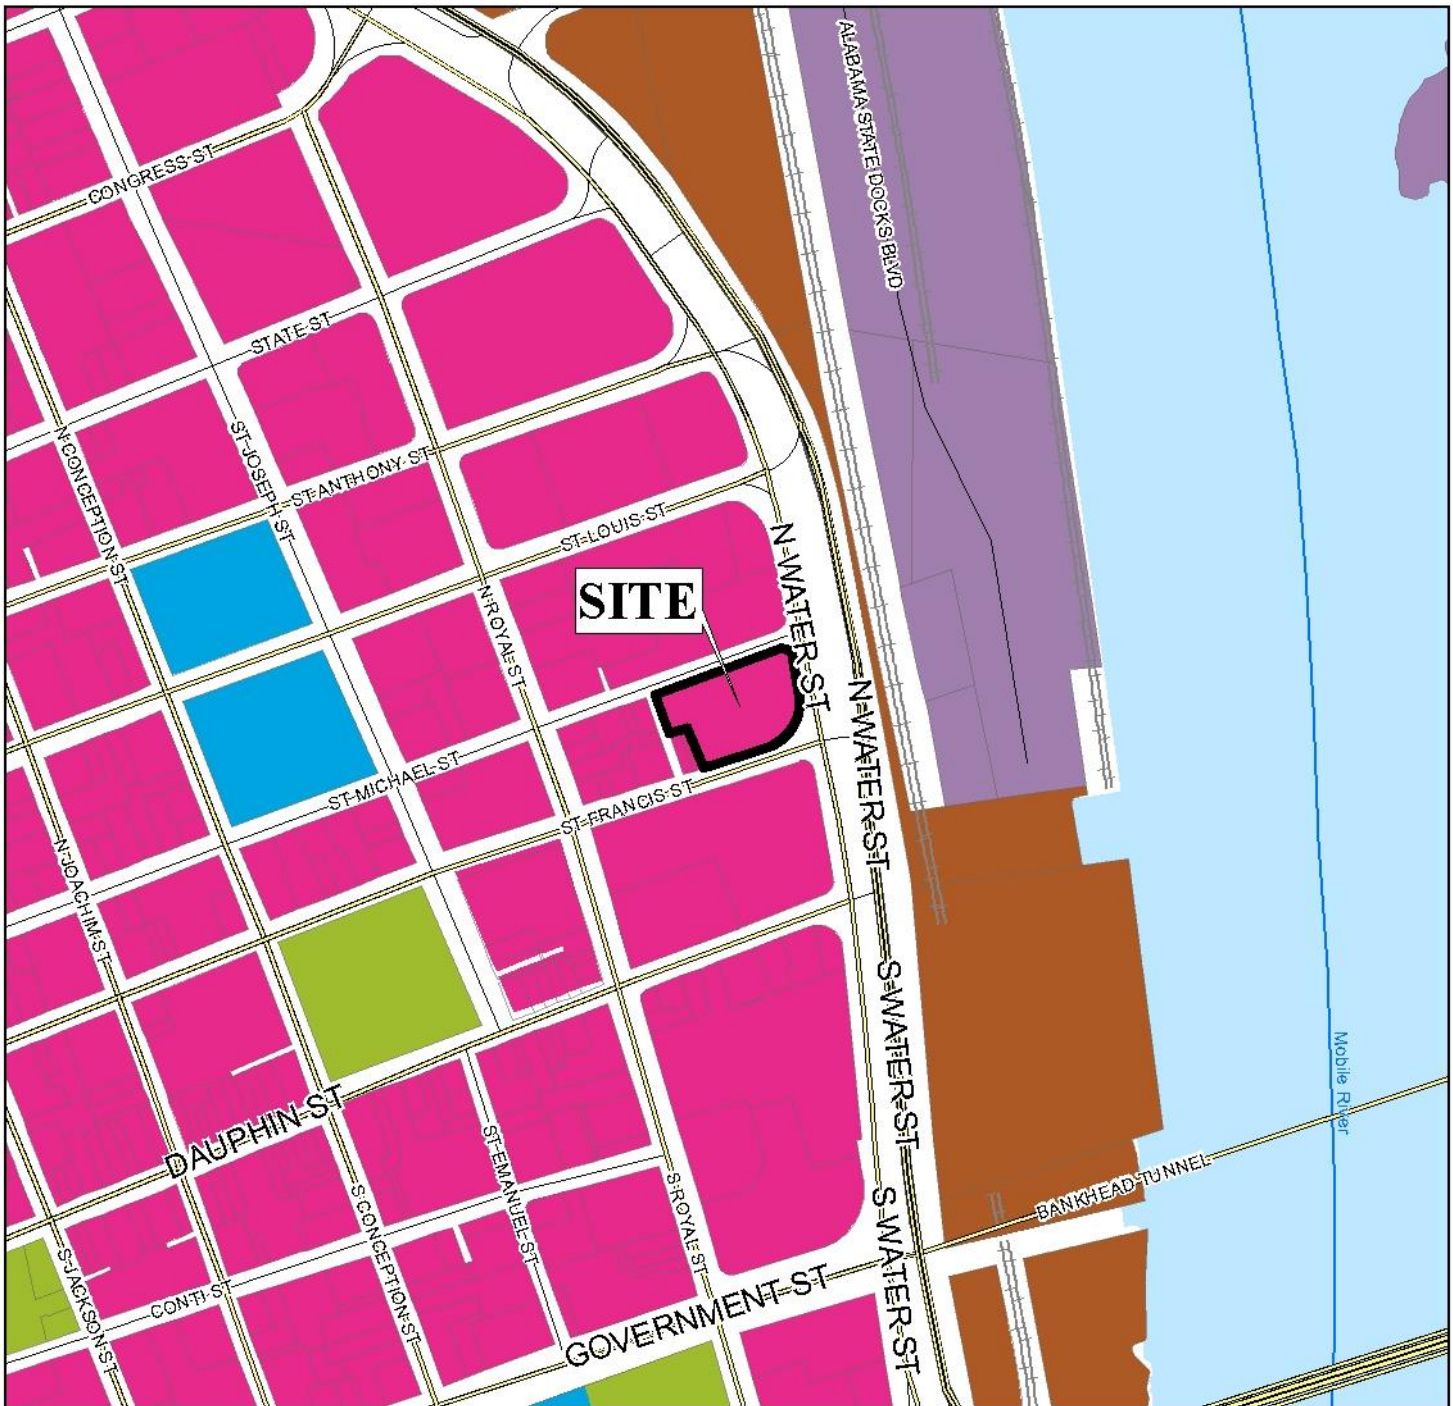 ALABAMA STATE DOCKS BLVD
CONGRESS ST
STATE ST
N CONCEPTION ST
ST JOSEPH ST
ST ANTHONY ST
ST LOUIS ST
N WATER ST
SITE
N ROYAL ST
N WATER ST
ST MICHAEL ST
ST FRANCIS ST
N JOACHIM ST
S WATER ST
Mobile River
DAUPHIN ST
ST EMANUEL ST
BANKHEAD TUNNEL
S CONCEPTION ST
S ROYAL ST
S WATER ST
S JACKSON ST
CONTI ST
GOVERNMENT ST